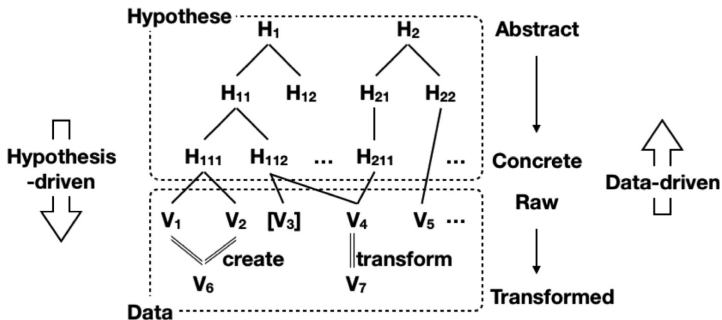 Hypothese
H1 H2 Abstract
H11 H12 H21 H22
Hypothesis
-driven
H111 H112 ... H211 ... Concrete
Data-driven
Raw
V1 V2 [V3] V4 V5 ...
create transform
V6 V7
Transformed
Data